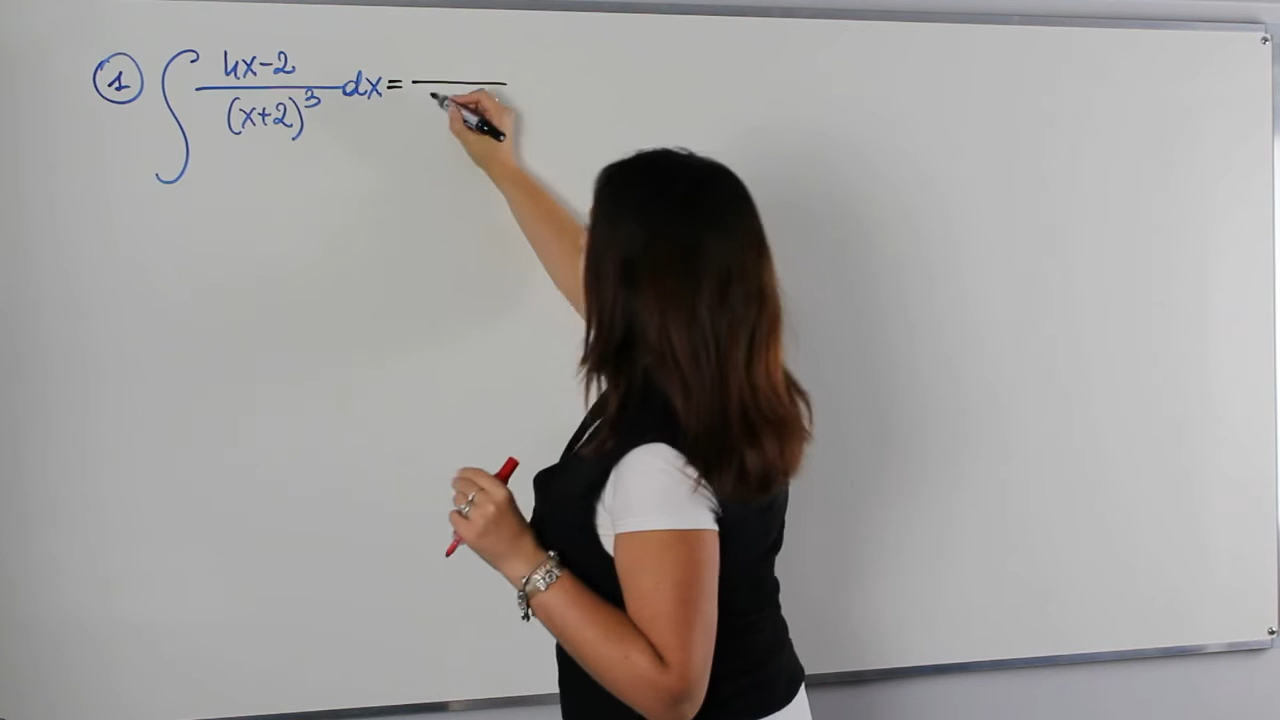 ① ∫ (4x-2)/(x+2)³ dx =